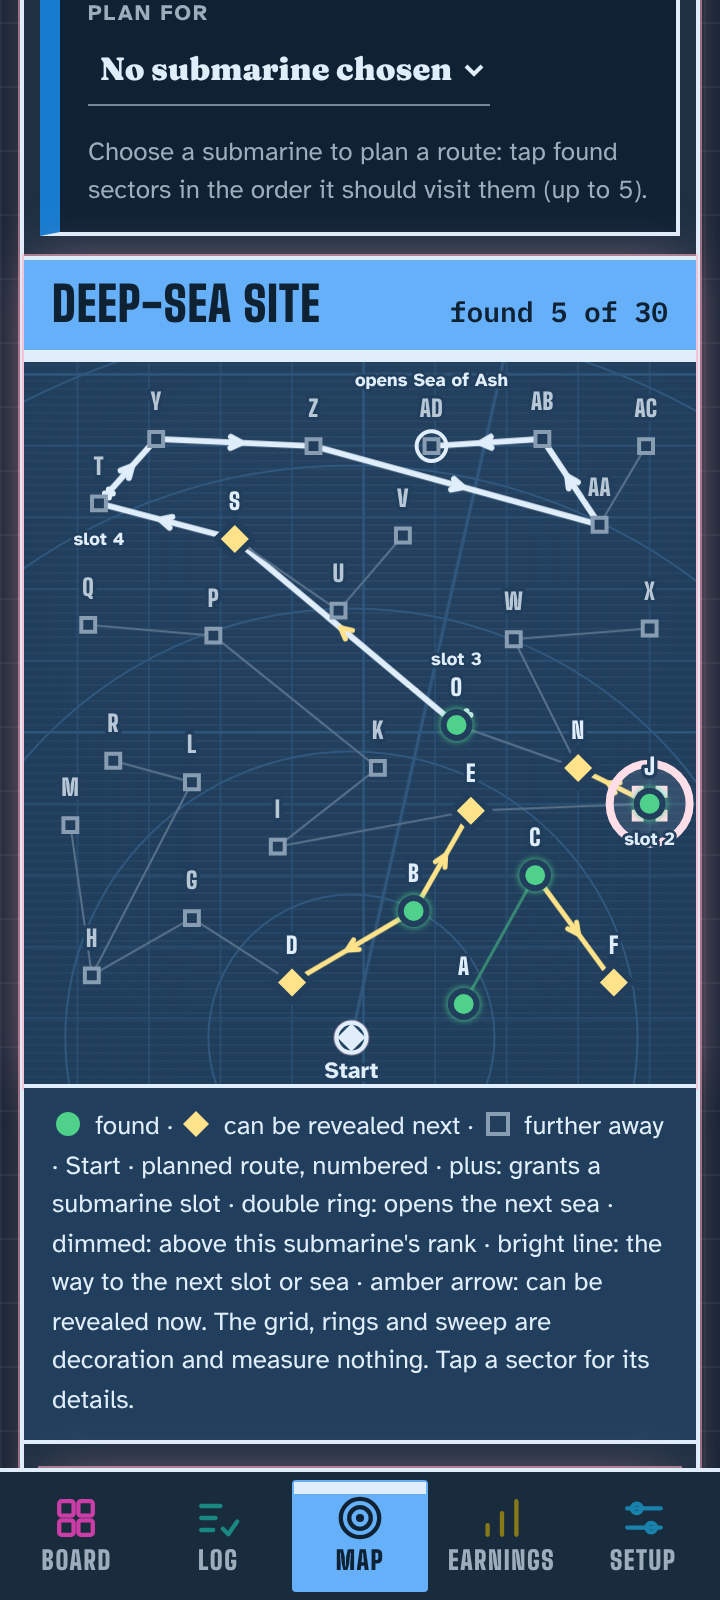 PLAN FOR
No submarine chosen
Choose a submarine to plan a route: tap found
sectors in the order it should visit them (up to 5).
DEEP-SEA SITE
found 5 of 30
opens Sea of Ash
Y
Z
AD
AB
AC
T
S
V
AA
slot 4
Q
P
U
W
X
slot 3
O
R
L
K
N
J
M
I
E
slot 2
G
B
C
H
D
A
F
Start
found · can be revealed next · further away
· Start · planned route, numbered · plus: grants a
submarine slot · double ring: opens the next sea ·
dimmed: above this submarine's rank · bright line: the
way to the next slot or sea · amber arrow: can be
revealed now. The grid, rings and sweep are
decoration and measure nothing. Tap a sector for its
details.
BOARD
LOG
MAP
EARNINGS
SETUP